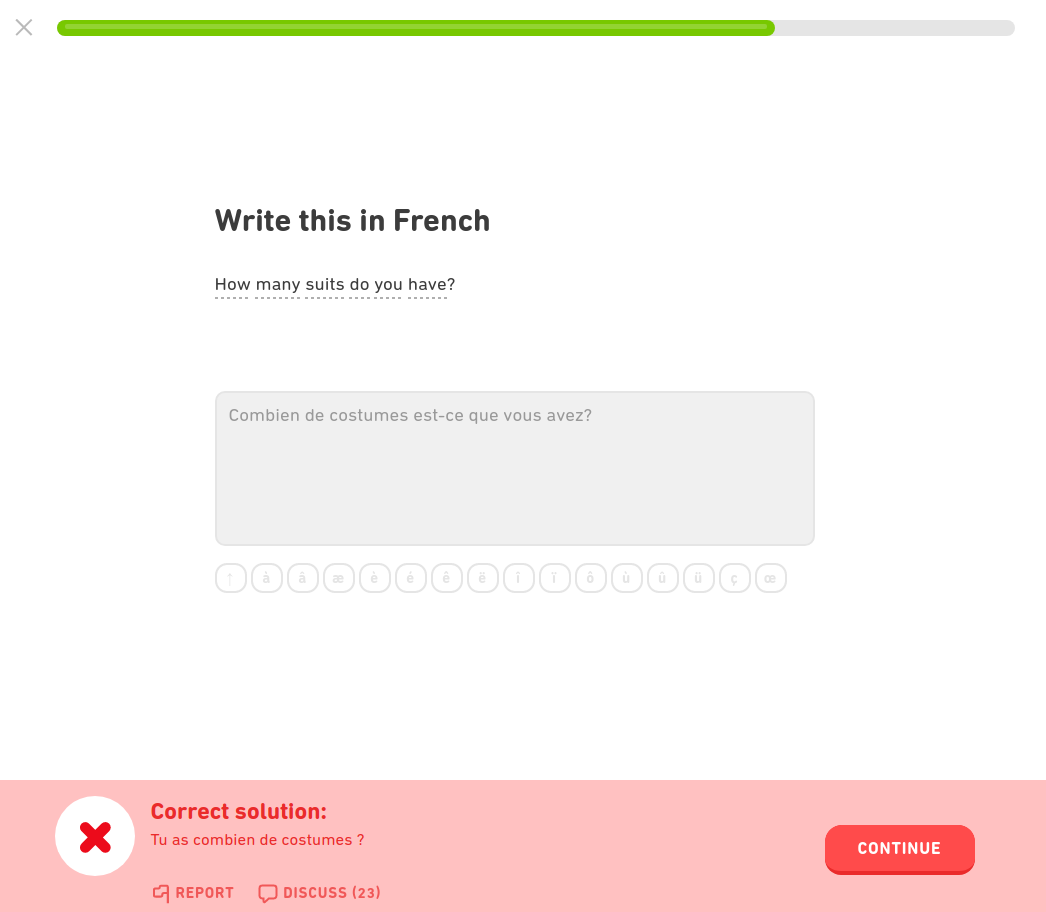 Write this in French
How many suits do you have?
Combien de costumes est-ce que vous avez?
↑ à â æ è é ê ë î ï ô ù û ü ç œ
Correct solution:
Tu as combien de costumes ?
CONTINUE
REPORT DISCUSS (23)